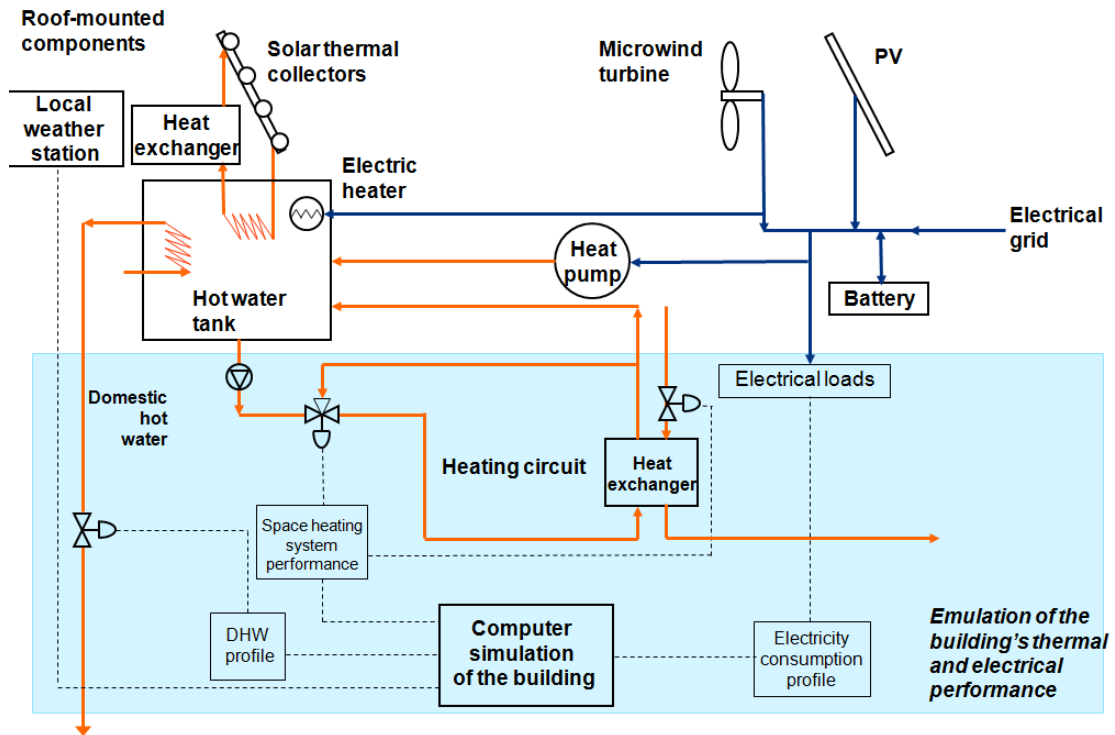 Roof-mounted
components
Solar thermal
collectors
Microwind
turbine
PV
Local
weather
station
Heat
exchanger
Electric
heater
Electrical
grid
Heat
pump
Battery
Hot water
tank
Electrical loads
Domestic
hot
water
Heating circuit
Heat
exchanger
Space heating
system
performance
DHW
profile
Computer
simulation
of the building
Electricity
consumption
profile
Emulation of the
building's thermal
and electrical
performance